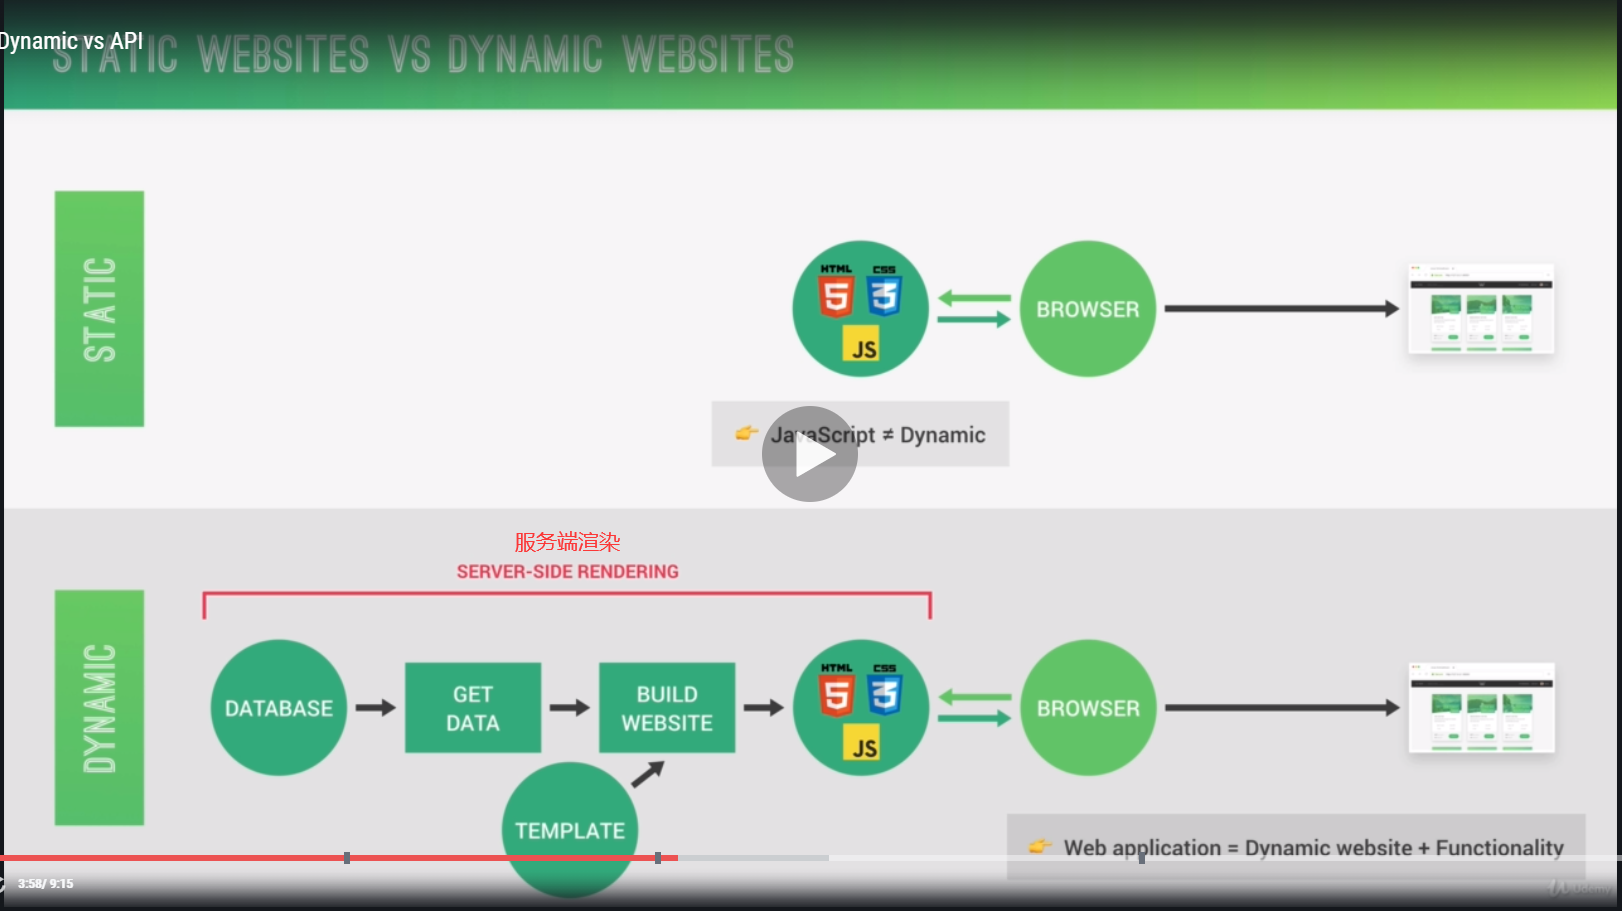 Dynamic vs API
STATIC WEBSITES VS DYNAMIC WEBSITES
STATIC
HTML
CSS
5
3
JS
BROWSER
👉 JavaScript ≠ Dynamic
服务端渲染
SERVER-SIDE RENDERING
DYNAMIC
DATABASE
GET
DATA
BUILD
WEBSITE
TEMPLATE
HTML
CSS
5
3
JS
BROWSER
👉 Web application = Dynamic website + Functionality
3:58/ 9:15
Udemy